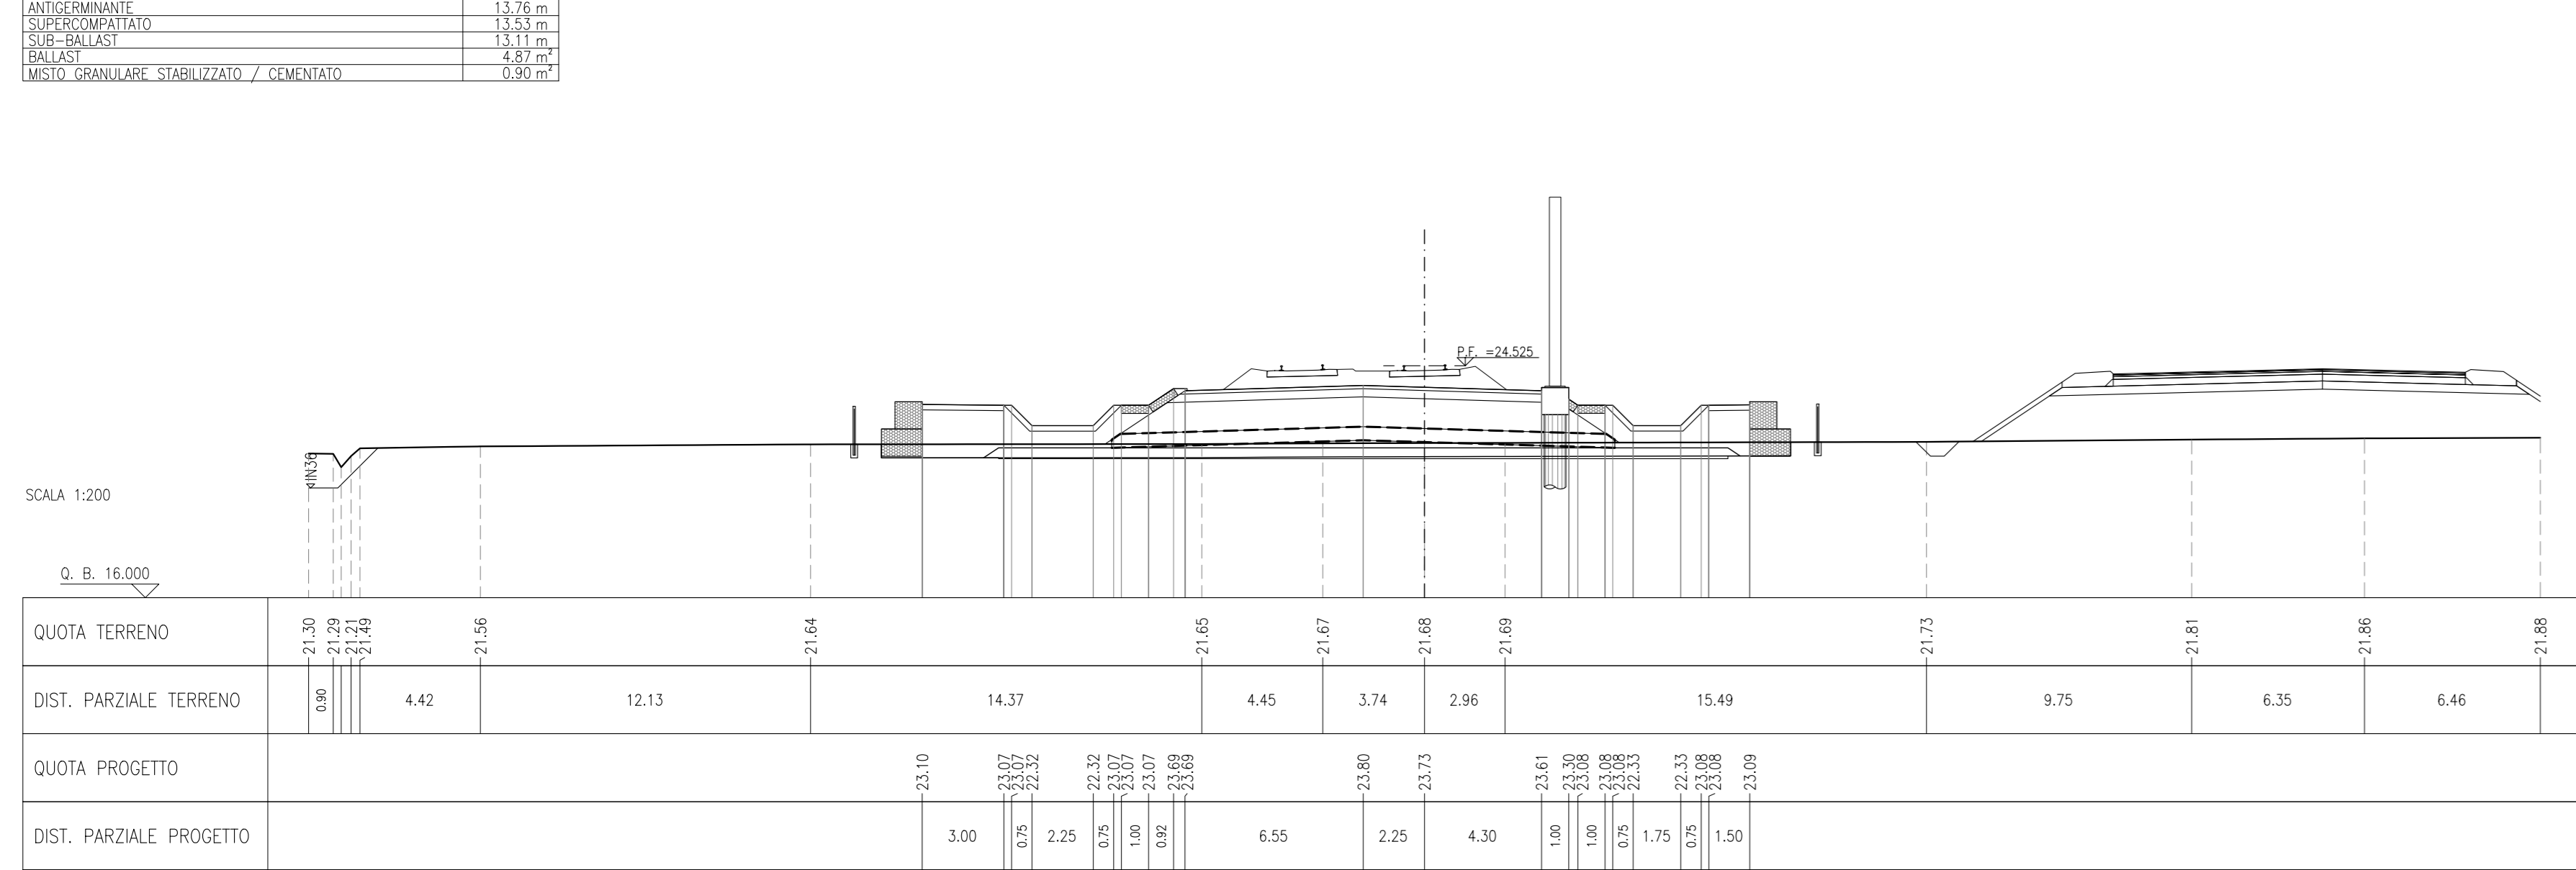 ANTIGERMINANTE 13.76 m
SUPERCOMPATTATO 13.53 m
SUB-BALLAST 13.11 m
BALLAST 4.87 m²
MISTO GRANULARE STABILIZZATO / CEMENTATO 0.90 m²
P.F. =24.525
IN36
SCALA 1:200
Q. B. 16.000
QUOTA TERRENO 21.30 21.29 21.21 21.49 21.56 21.64 21.65 21.67 21.68 21.69 21.73 21.81 21.86 21.88
DIST. PARZIALE TERRENO 0.90 4.42 12.13 14.37 4.45 3.74 2.96 15.49 9.75 6.35 6.46
QUOTA PROGETTO 23.10 23.07 23.07 22.32 22.32 23.07 23.07 23.07 23.69 23.69 23.80 23.73 23.61 23.30 23.08 23.08 23.08 22.33 22.33 23.08 23.08 23.09
DIST. PARZIALE PROGETTO 3.00 0.75 2.25 0.75 1.00 0.92 6.55 2.25 4.30 1.00 1.00 0.75 1.75 0.75 1.50